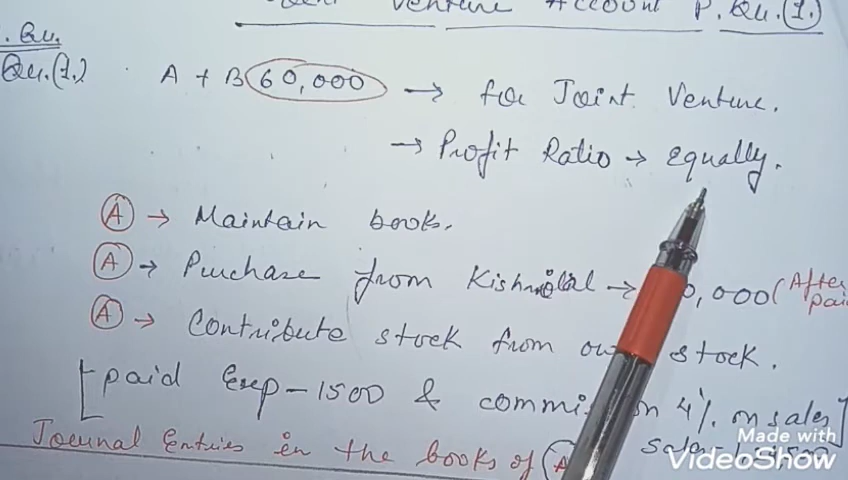 Venture Account P. Qu.(1.)
. Qu.
Qu.(1.) A + B 60,000 → for Joint Venture.
→ Profit Ratio → Equally.
A → Maintain books.
A → Purchase from → 0,000 (After paid
A → Contribute stock from own stock.
[paid Exp - 1500 & commission 4% on sales]
Journal Entries in the books of A sales -
Made with
VideoShow